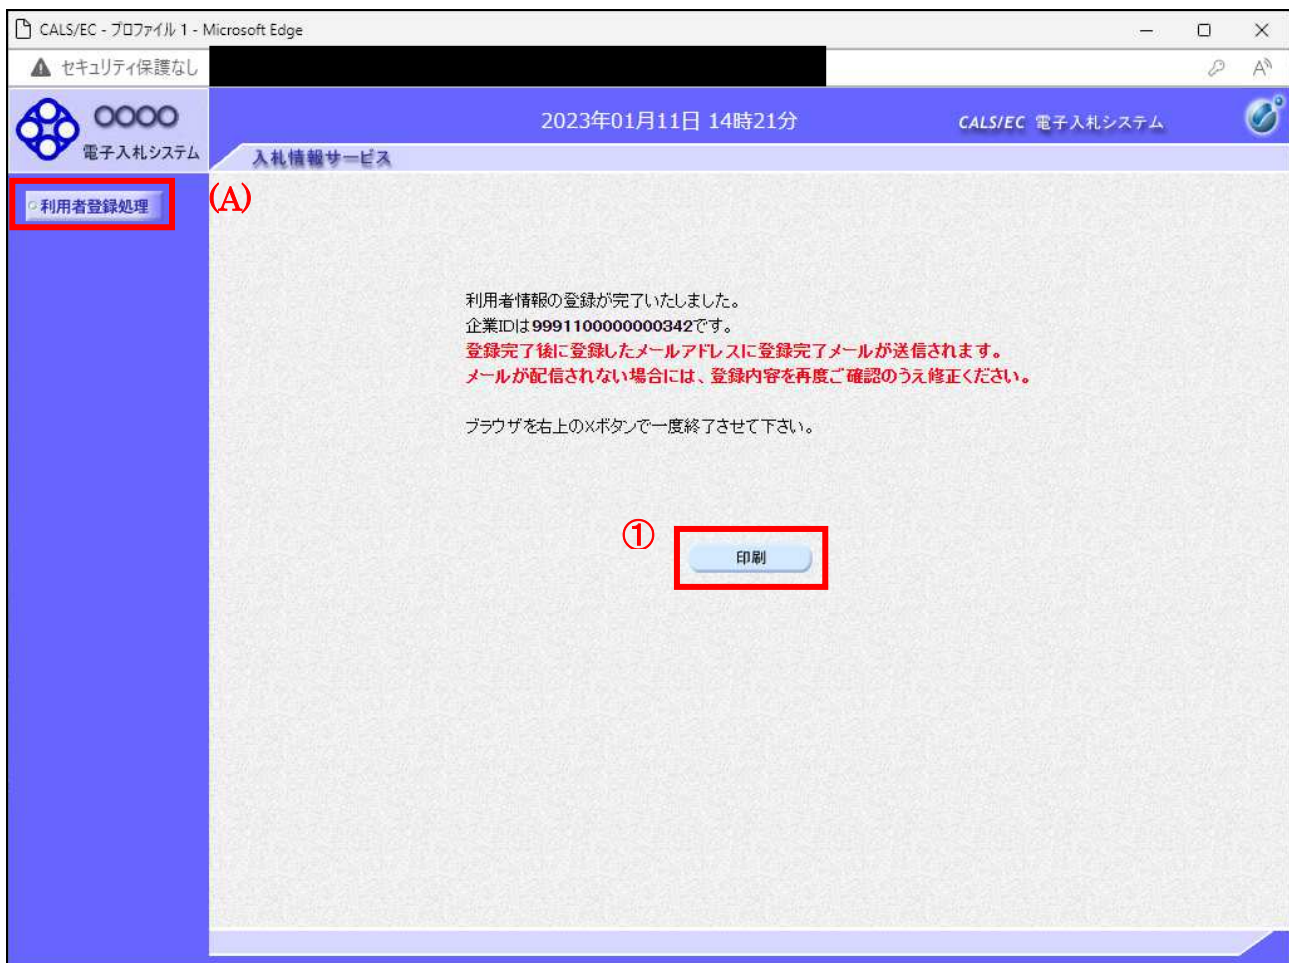 CALS/EC - プロファイル 1 - Microsoft Edge
セキュリティ保護なし
OOOO
電子入札システム
2023年01月11日 14時21分
CALS/EC 電子入札システム
入札情報サービス
利用者登録処理
(A)
利用者情報の登録が完了いたしました。
企業IDは9991100000000342です。
登録完了後に登録したメールアドレスに登録完了メールが送信されます。
メールが配信されない場合には、登録内容を再度ご確認のうえ修正ください。
ブラウザを右上の×ボタンで一度終了させて下さい。
①
印刷